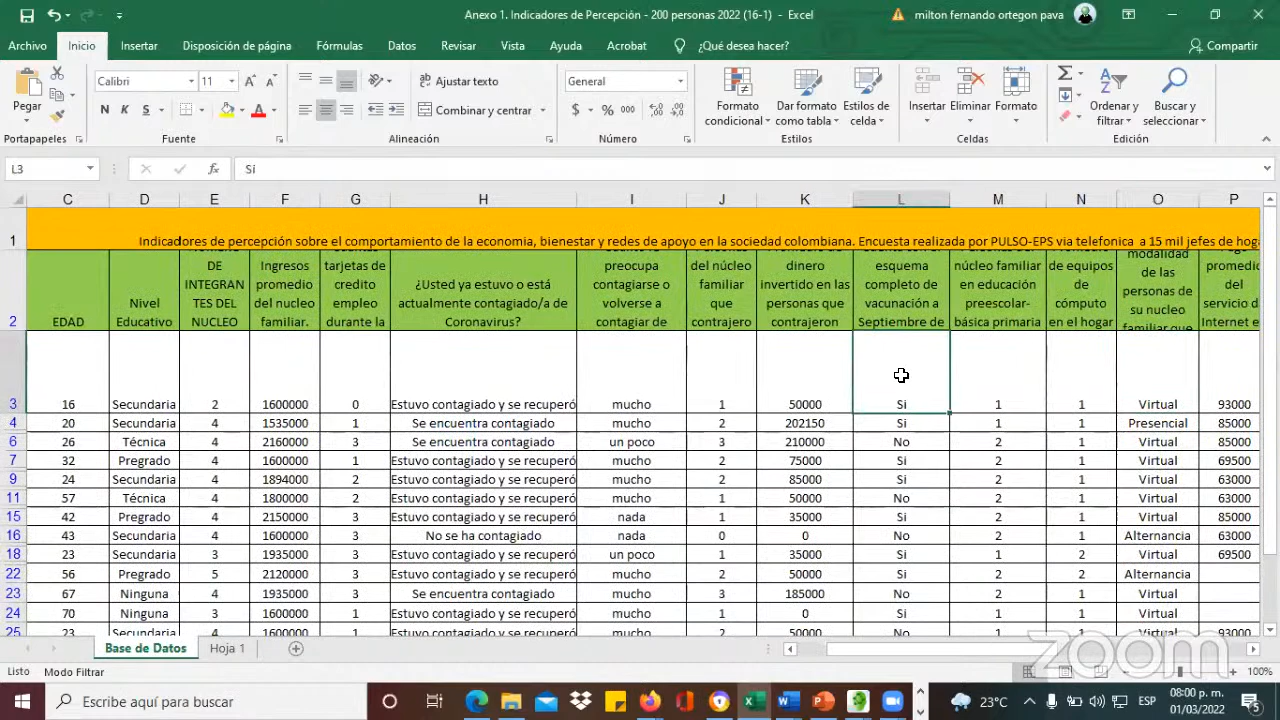 Anexo 1. Indicadores de Percepción - 200 personas 2022 (16-1) - Excel
milton fernando ortegon pava
Archivo Inicio Insertar Disposición de página Fórmulas Datos Revisar Vista Ayuda Acrobat ¿Qué desea hacer? Compartir
Pegar Calibri 11 Ajustar texto General
N K S Combinar y centrar $ % 000
Formato condicional Dar formato como tabla Estilos de celda Insertar Eliminar Formato Ordenar y filtrar Buscar y seleccionar
Portapapeles Fuente Alineación Número Estilos Celdas Edición
L3 fx Si
C D E F G H I J K L M N O P
1 Indicadores de percepción sobre el comportamiento de la economia, bienestar y redes de apoyo en la sociedad colombiana. Encuesta realizada por PULSO-EPS via telefonica a 15 mil jefes de hoga
2
EDAD
Nivel
Educativo
DE
INTEGRAN
TES DEL
NUCLEO
Ingresos
promedio
del nucleo
familiar.
tarjetas de
credito
empleo
durante la
¿Usted ya estuvo o está
actualmente contagiado/a de
Coronavirus?
preocupa
contagiarse o
volverse a
contagiar de
del núcleo
familiar
que
contrajero
dinero
invertido en las
personas que
contrajeron
esquema
completo de
vacunación a
Septiembre de
núcleo familiar
en educación
preescolar-
básica primaria
de equipos
de
cómputo
en el hogar
modalidad
de las
personas de
su nucleo
familiar que
promedio
del
servicio de
Internet e
3 16 Secundaria 2 1600000 0 Estuvo contagiado y se recuperó mucho 1 50000 Si 1 1 Virtual 93000
4 20 Secundaria 4 1535000 1 Se encuentra contagiado mucho 2 202150 Si 1 1 Presencial 85000
6 26 Técnica 4 2160000 3 Se encuentra contagiado un poco 3 210000 No 2 1 Virtual 85000
7 32 Pregrado 4 1600000 1 Estuvo contagiado y se recuperó mucho 2 75000 Si 2 1 Virtual 69500
9 24 Secundaria 4 1894000 2 Estuvo contagiado y se recuperó mucho 2 85000 Si 2 1 Virtual 63000
11 57 Técnica 4 1800000 2 Estuvo contagiado y se recuperó mucho 1 50000 No 2 1 Virtual 63000
15 42 Pregrado 4 2150000 3 Estuvo contagiado y se recuperó nada 1 35000 Si 2 1 Virtual 85000
16 43 Secundaria 4 1600000 3 No se ha contagiado nada 0 0 No 2 1 Alternancia 63000
18 23 Secundaria 3 1935000 3 Estuvo contagiado y se recuperó un poco 1 35000 Si 1 2 Virtual 69500
22 56 Pregrado 5 2120000 3 Estuvo contagiado y se recuperó mucho 2 50000 Si 2 2 Alternancia
23 67 Ninguna 4 1935000 3 Se encuentra contagiado mucho 3 185000 No 2 1 Virtual
24 70 Ninguna 3 1600000 1 Estuvo contagiado y se recuperó mucho 1 0 Si 1 1 Virtual
25 23 Secundaria 4 1600000 1 Estuvo contagiado y se recuperó mucho 2 50000 No 1 1 Virtual 93000
Base de Datos Hoja 1
zoom
Listo Modo Filtrar 100%
Escribe aquí para buscar 23°C ESP 08:00 p. m.
01/03/2022